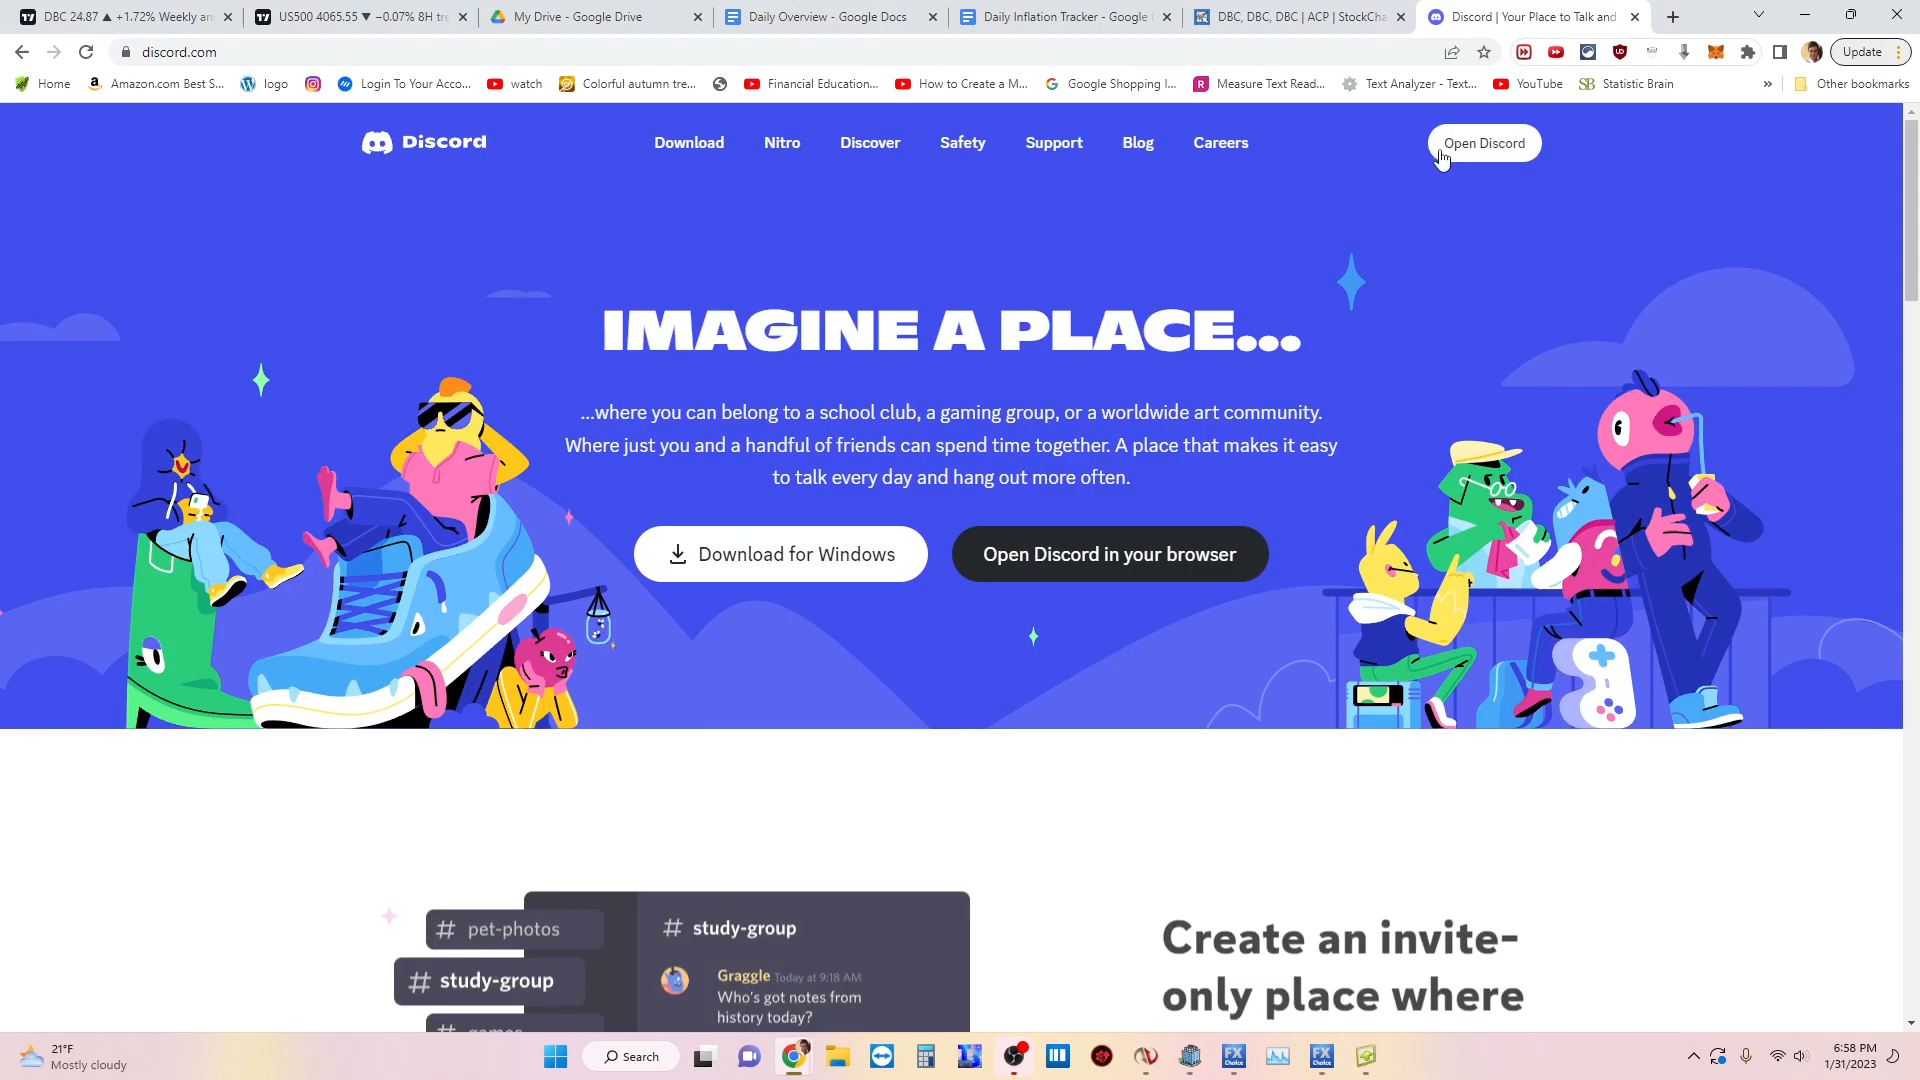 DBC 24.87 ▲ +1.72% Weekly an
US500 4065.55 ▼ −0.07% 8H tre
My Drive - Google Drive
Daily Overview - Google Docs
Daily Inflation Tracker - Google
DBC, DBC, DBC | ACP | StockCha
Discord | Your Place to Talk and
discord.com
Update
Home
Amazon.com Best S...
logo
Login To Your Acco...
watch
Colorful autumn tre...
Financial Education...
How to Create a M...
Google Shopping I...
Measure Text Read...
Text Analyzer - Text...
YouTube
Statistic Brain
»
Other bookmarks
Discord
Download
Nitro
Discover
Safety
Support
Blog
Careers
Open Discord
IMAGINE A PLACE...
...where you can belong to a school club, a gaming group, or a worldwide art community.
Where just you and a handful of friends can spend time together. A place that makes it easy
to talk every day and hang out more often.
Download for Windows
Open Discord in your browser
# pet-photos
# study-group
# study-group
Graggle Today at 9:18 AM
Who's got notes from
history today?
Create an invite-
only place where
21°F
Mostly cloudy
Search
FX
Choice
FX
Choice
6:58 PM
1/31/2023